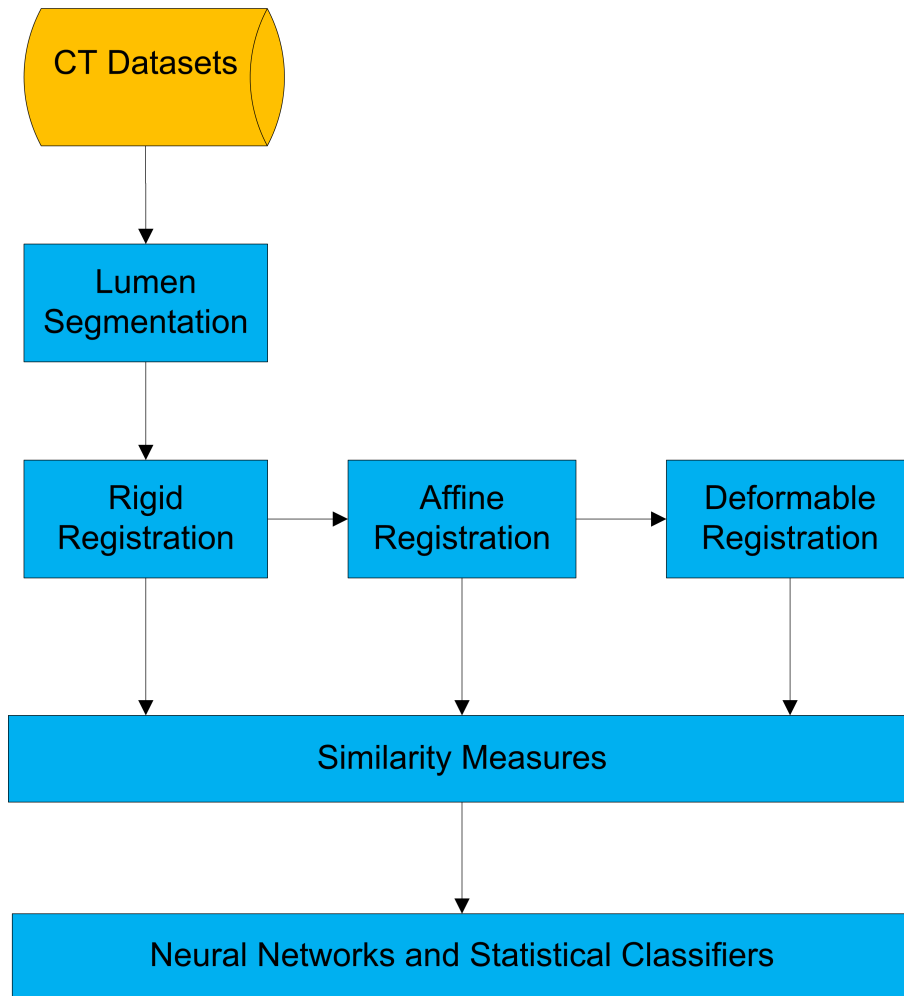 CT Datasets
Lumen
Segmentation
Rigid
Registration
Affine
Registration
Deformable
Registration
Similarity Measures
Neural Networks and Statistical Classifiers